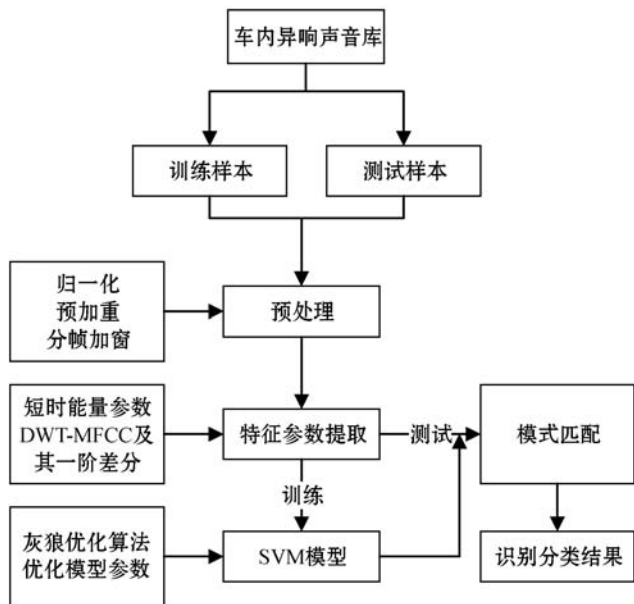 车内异响声音库
训练样本
测试样本
归一化
预加重
分帧加窗
预处理
短时能量参数
DWT-MFCC及
其一阶差分
特征参数提取
测试
模式匹配
训练
灰狼优化算法
优化模型参数
SVM模型
识别分类结果